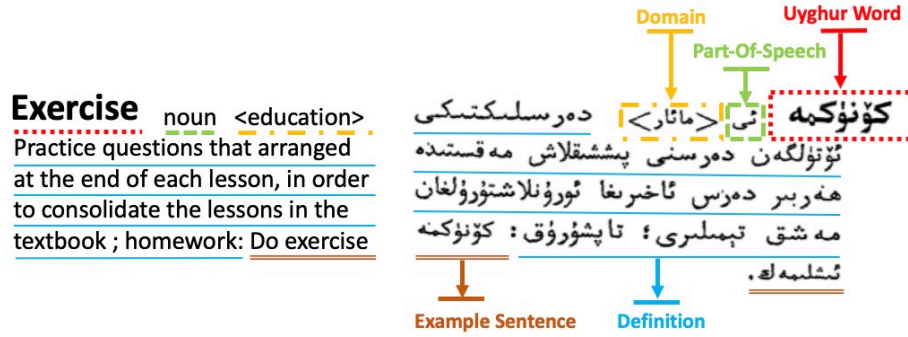 Domain
Uyghur Word
Part-Of-Speech
Exercise noun <education>
Practice questions that arranged
at the end of each lesson, in order
to consolidate the lessons in the
textbook ; homework: Do exercise
كۆنۈكمە ئى <مائار> دەرسلىكتىكى
ئۆتۈلگەن دەرسنى پىششىقلاش مەقسىتىدە
ھەربىر دەرس ئاخىرىغا ئورۇنلاشتۇرۇلغان
مەشق تېمىلىرى؛ تاپشۇرۇق: كۆنۈكمە
ئىشلىمەك.
Example Sentence
Definition